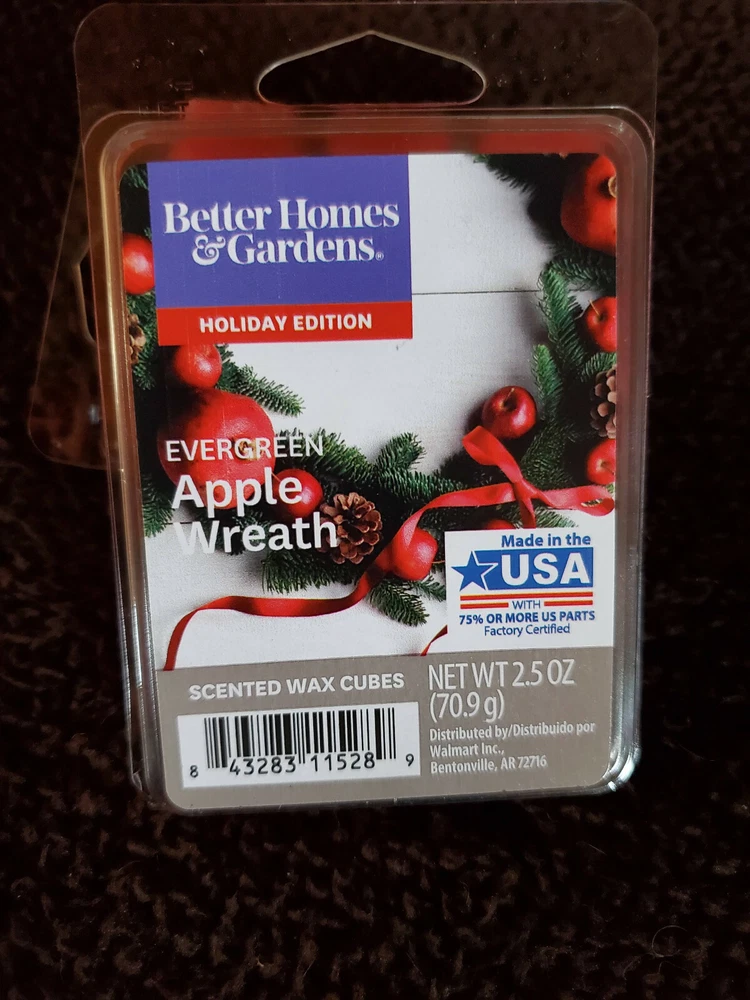 Better Homes
& Gardens®
HOLIDAY EDITION
EVERGREEN
Apple
Wreath
Made in the
USA
WITH
75% OR MORE US PARTS
Factory Certified
SCENTED WAX CUBES
NET WT 2.5 OZ
(70.9 g)
Distributed by/Distribuido por
Walmart Inc.,
Bentonville, AR 72716
8 43283 11528 9